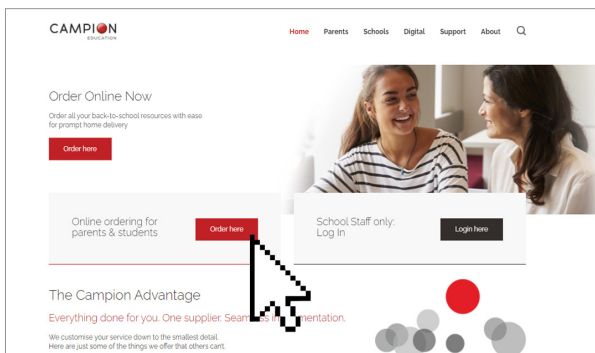 CAMPION
EDUCATION
Home Parents Schools Digital Support About
Order Online Now
Order all your back-to-school resources with ease
for prompt home delivery
Order here
Online ordering for
parents & students
Order here
School Staff only:
Log In
Login here
The Campion Advantage
Everything done for you. One supplier.
We customise your service down to the smallest detail.
Here are just some of the things we offer that others can't.